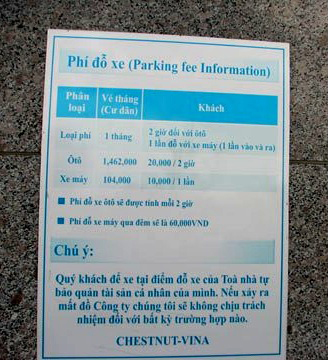 Phí đỗ xe (Parking fee Information)
Phân loại Vé tháng (Cư dân) Khách
Loại phí 1 tháng 2 giờ đối với ôtô
1 lần đỗ với xe máy (1 lần vào và ra)
Ôtô 1,462,000 20,000 / 2 giờ
Xe máy 104,000 10,000 / 1 lần
Phí đỗ xe ôtô sẽ được tính mỗi 2 giờ
Phí đỗ xe máy qua đêm sẽ là 60,000VND
Chú ý:
Quý khách để xe tại điểm đỗ xe của Toà nhà tự
bảo quản tài sản cá nhân của mình. Nếu xảy ra
mất đồ Công ty chúng tôi sẽ không chịu trách
nhiệm đối với bất kỳ trường hợp nào.
CHESTNUT-VINA